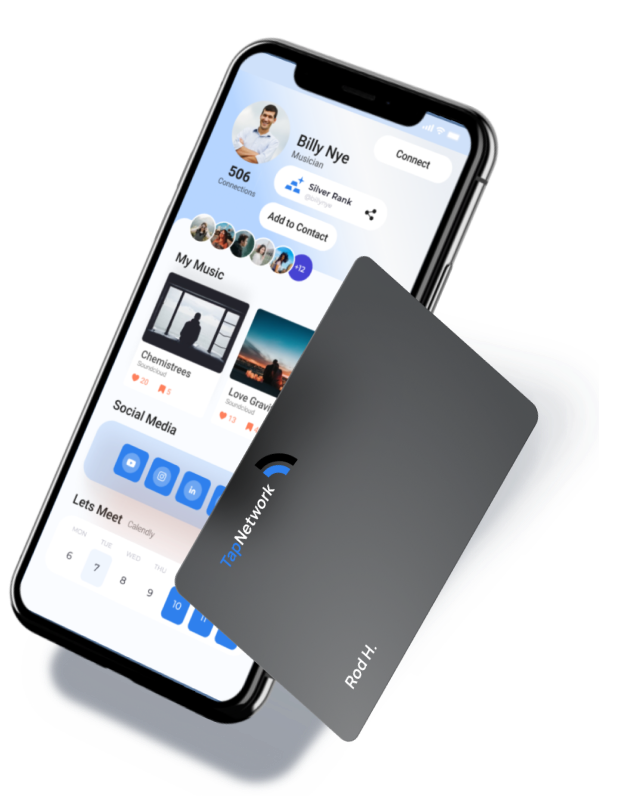 Billy Nye
Musician
Connect
506
Connections
Silver Rank
@billynye
Add to Contact
+12
My Music
Chemistrees
Soundcloud
20
5
Soundcloud
13
Social Media
in
Lets Meet
Calendly
MON
TUE
WED
THU
6
7
8
9
10
11
TapNetwork
Rod H.